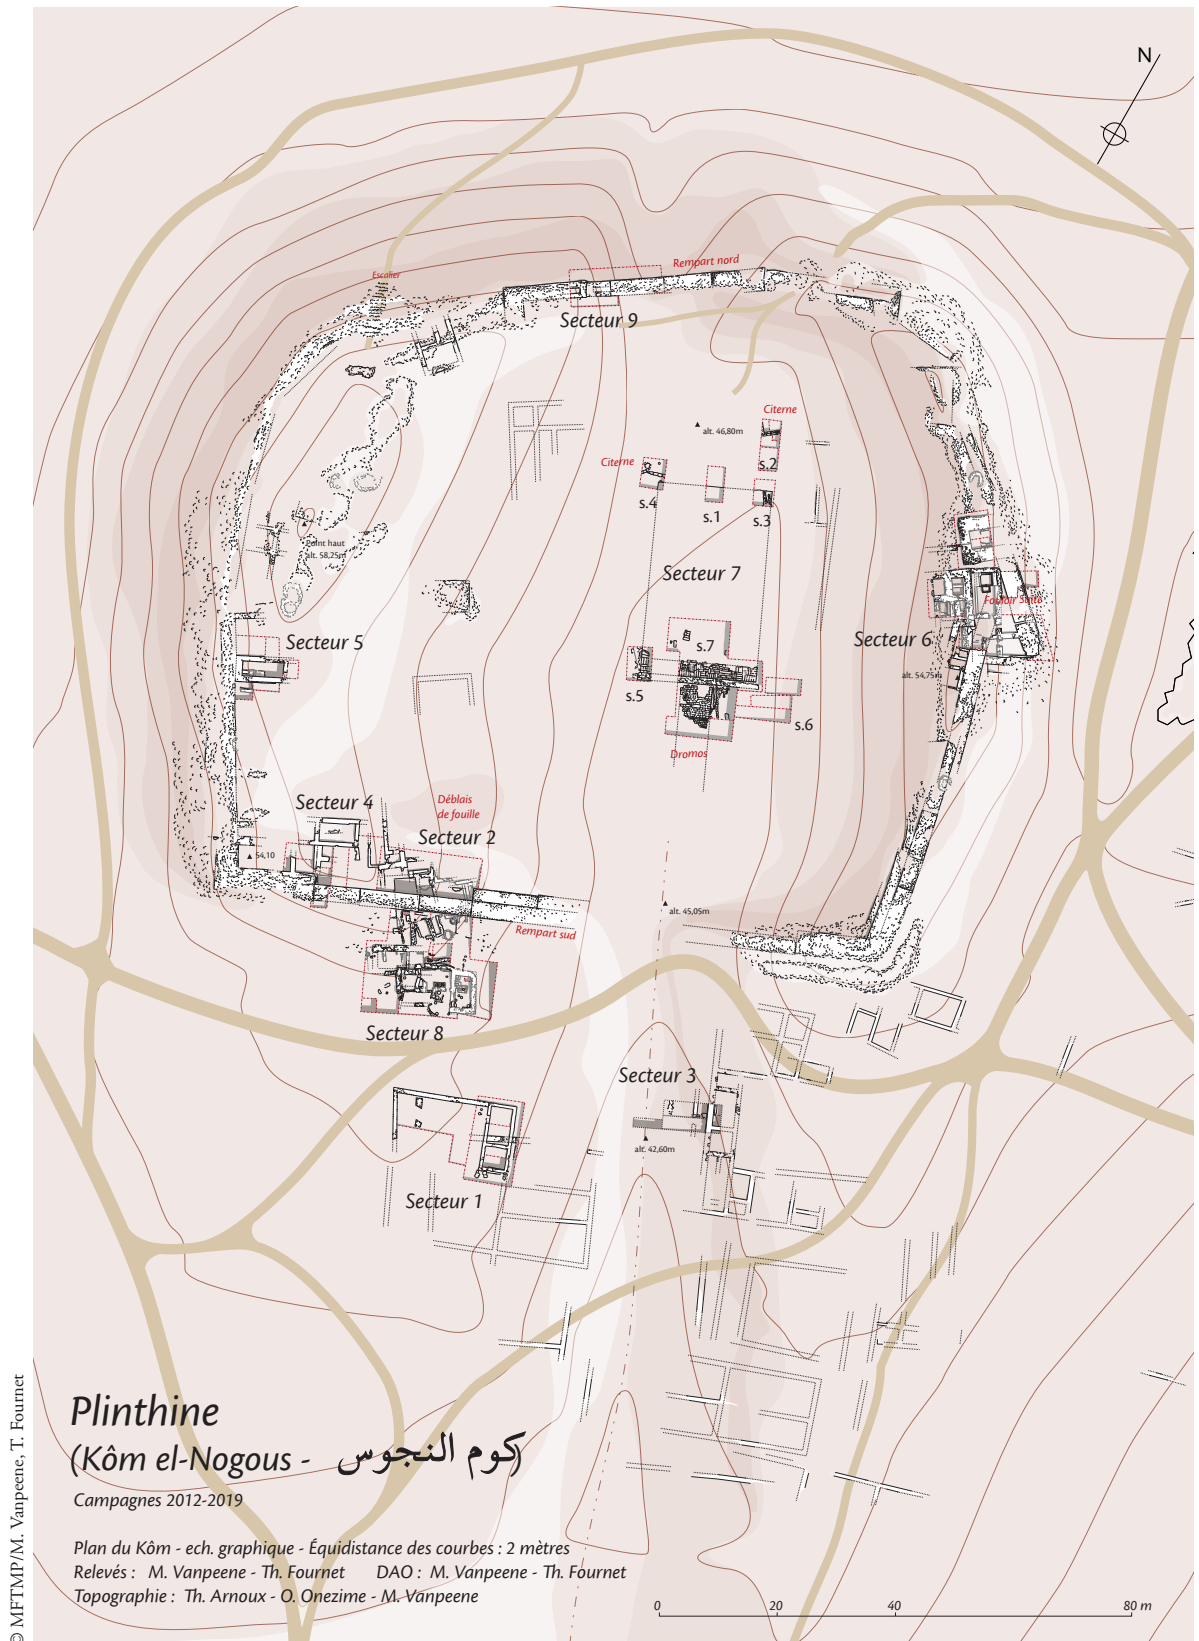 N
Escalier
Rempart nord
Secteur 9
Citerne
alt. 46,80m
Citerne
s.2
s.4
s.1
s.3
Point haut
alt. 58,25m
Secteur 7
Fouloir Saïte
Secteur 5
s.7
Secteur 6
alt. 54,75m
s.5
s.6
Dromos
Secteur 4
Déblais
de fouille
Secteur 2
54,10
alt. 45,05m
Rempart sud
Secteur 8
Secteur 3
alt. 42,60m
Secteur 1
Plinthine
(Kôm el-Nogous - كوم النجوس)
Campagnes 2012-2019
Plan du Kôm - ech. graphique - Équidistance des courbes : 2 mètres
Relevés : M. Vanpeene - Th. Fournet DAO : M. Vanpeene - Th. Fournet
Topographie : Th. Arnoux - O. Onezime - M. Vanpeene
0 20 40 80 m
© MFTMP/M. Vanpeene, T. Fournet